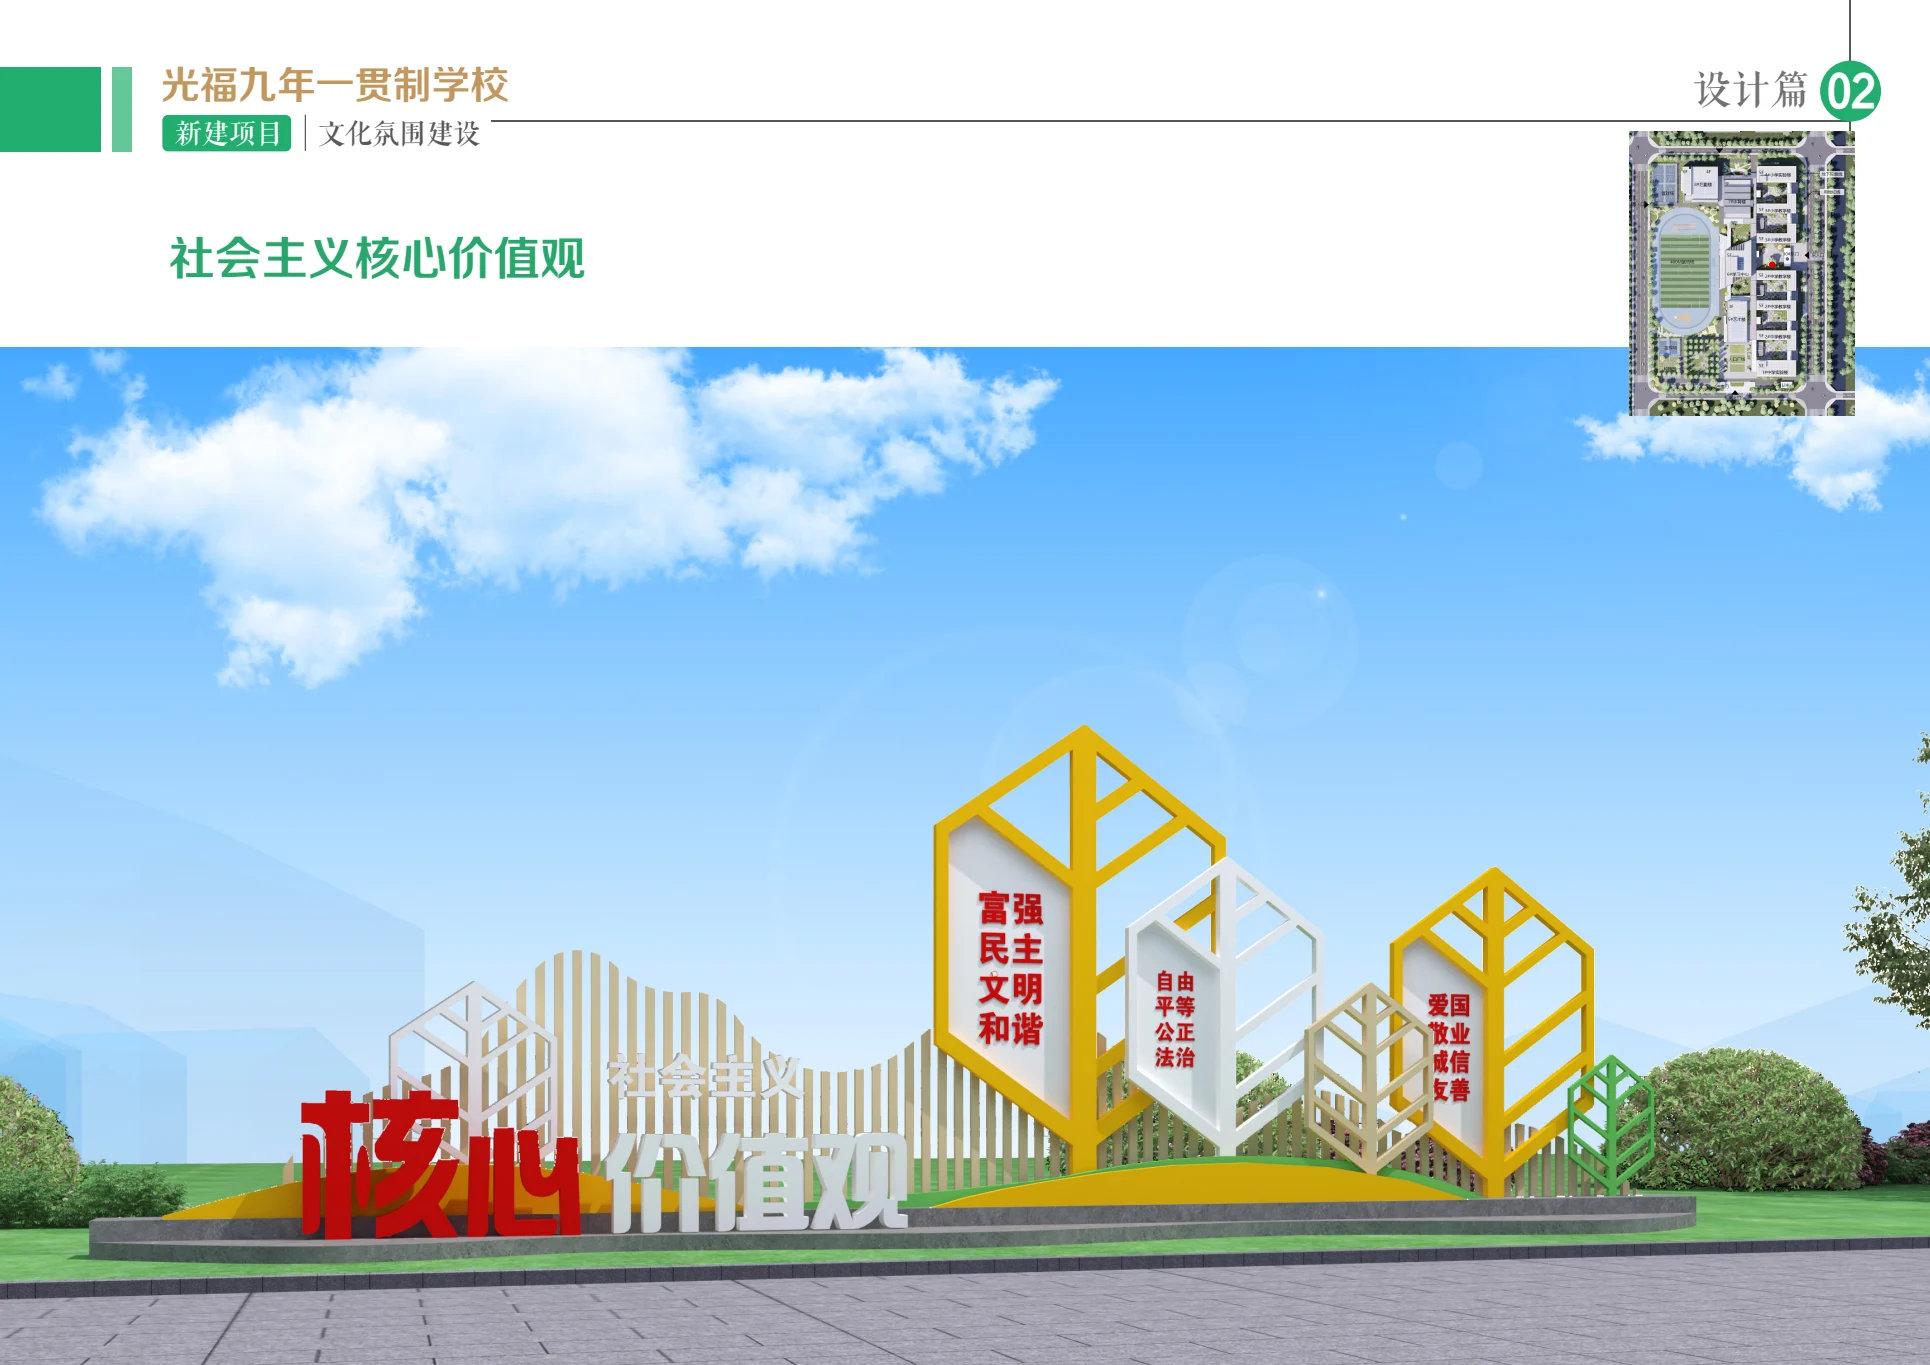 光福九年一贯制学校
设计篇 02
新建项目 文化氛围建设
社会主义核心价值观
社会主义
核心价值观
富强
民主
文明
和谐
自由
平等
公正
法治
爱国
敬业
诚信
友善